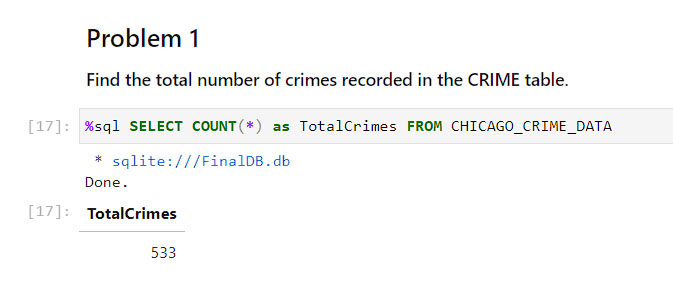 Problem 1
Find the total number of crimes recorded in the CRIME table.
[17]: %sql SELECT COUNT(*) as TotalCrimes FROM CHICAGO_CRIME_DATA
* sqlite:///FinalDB.db
Done.
[17]: TotalCrimes
533